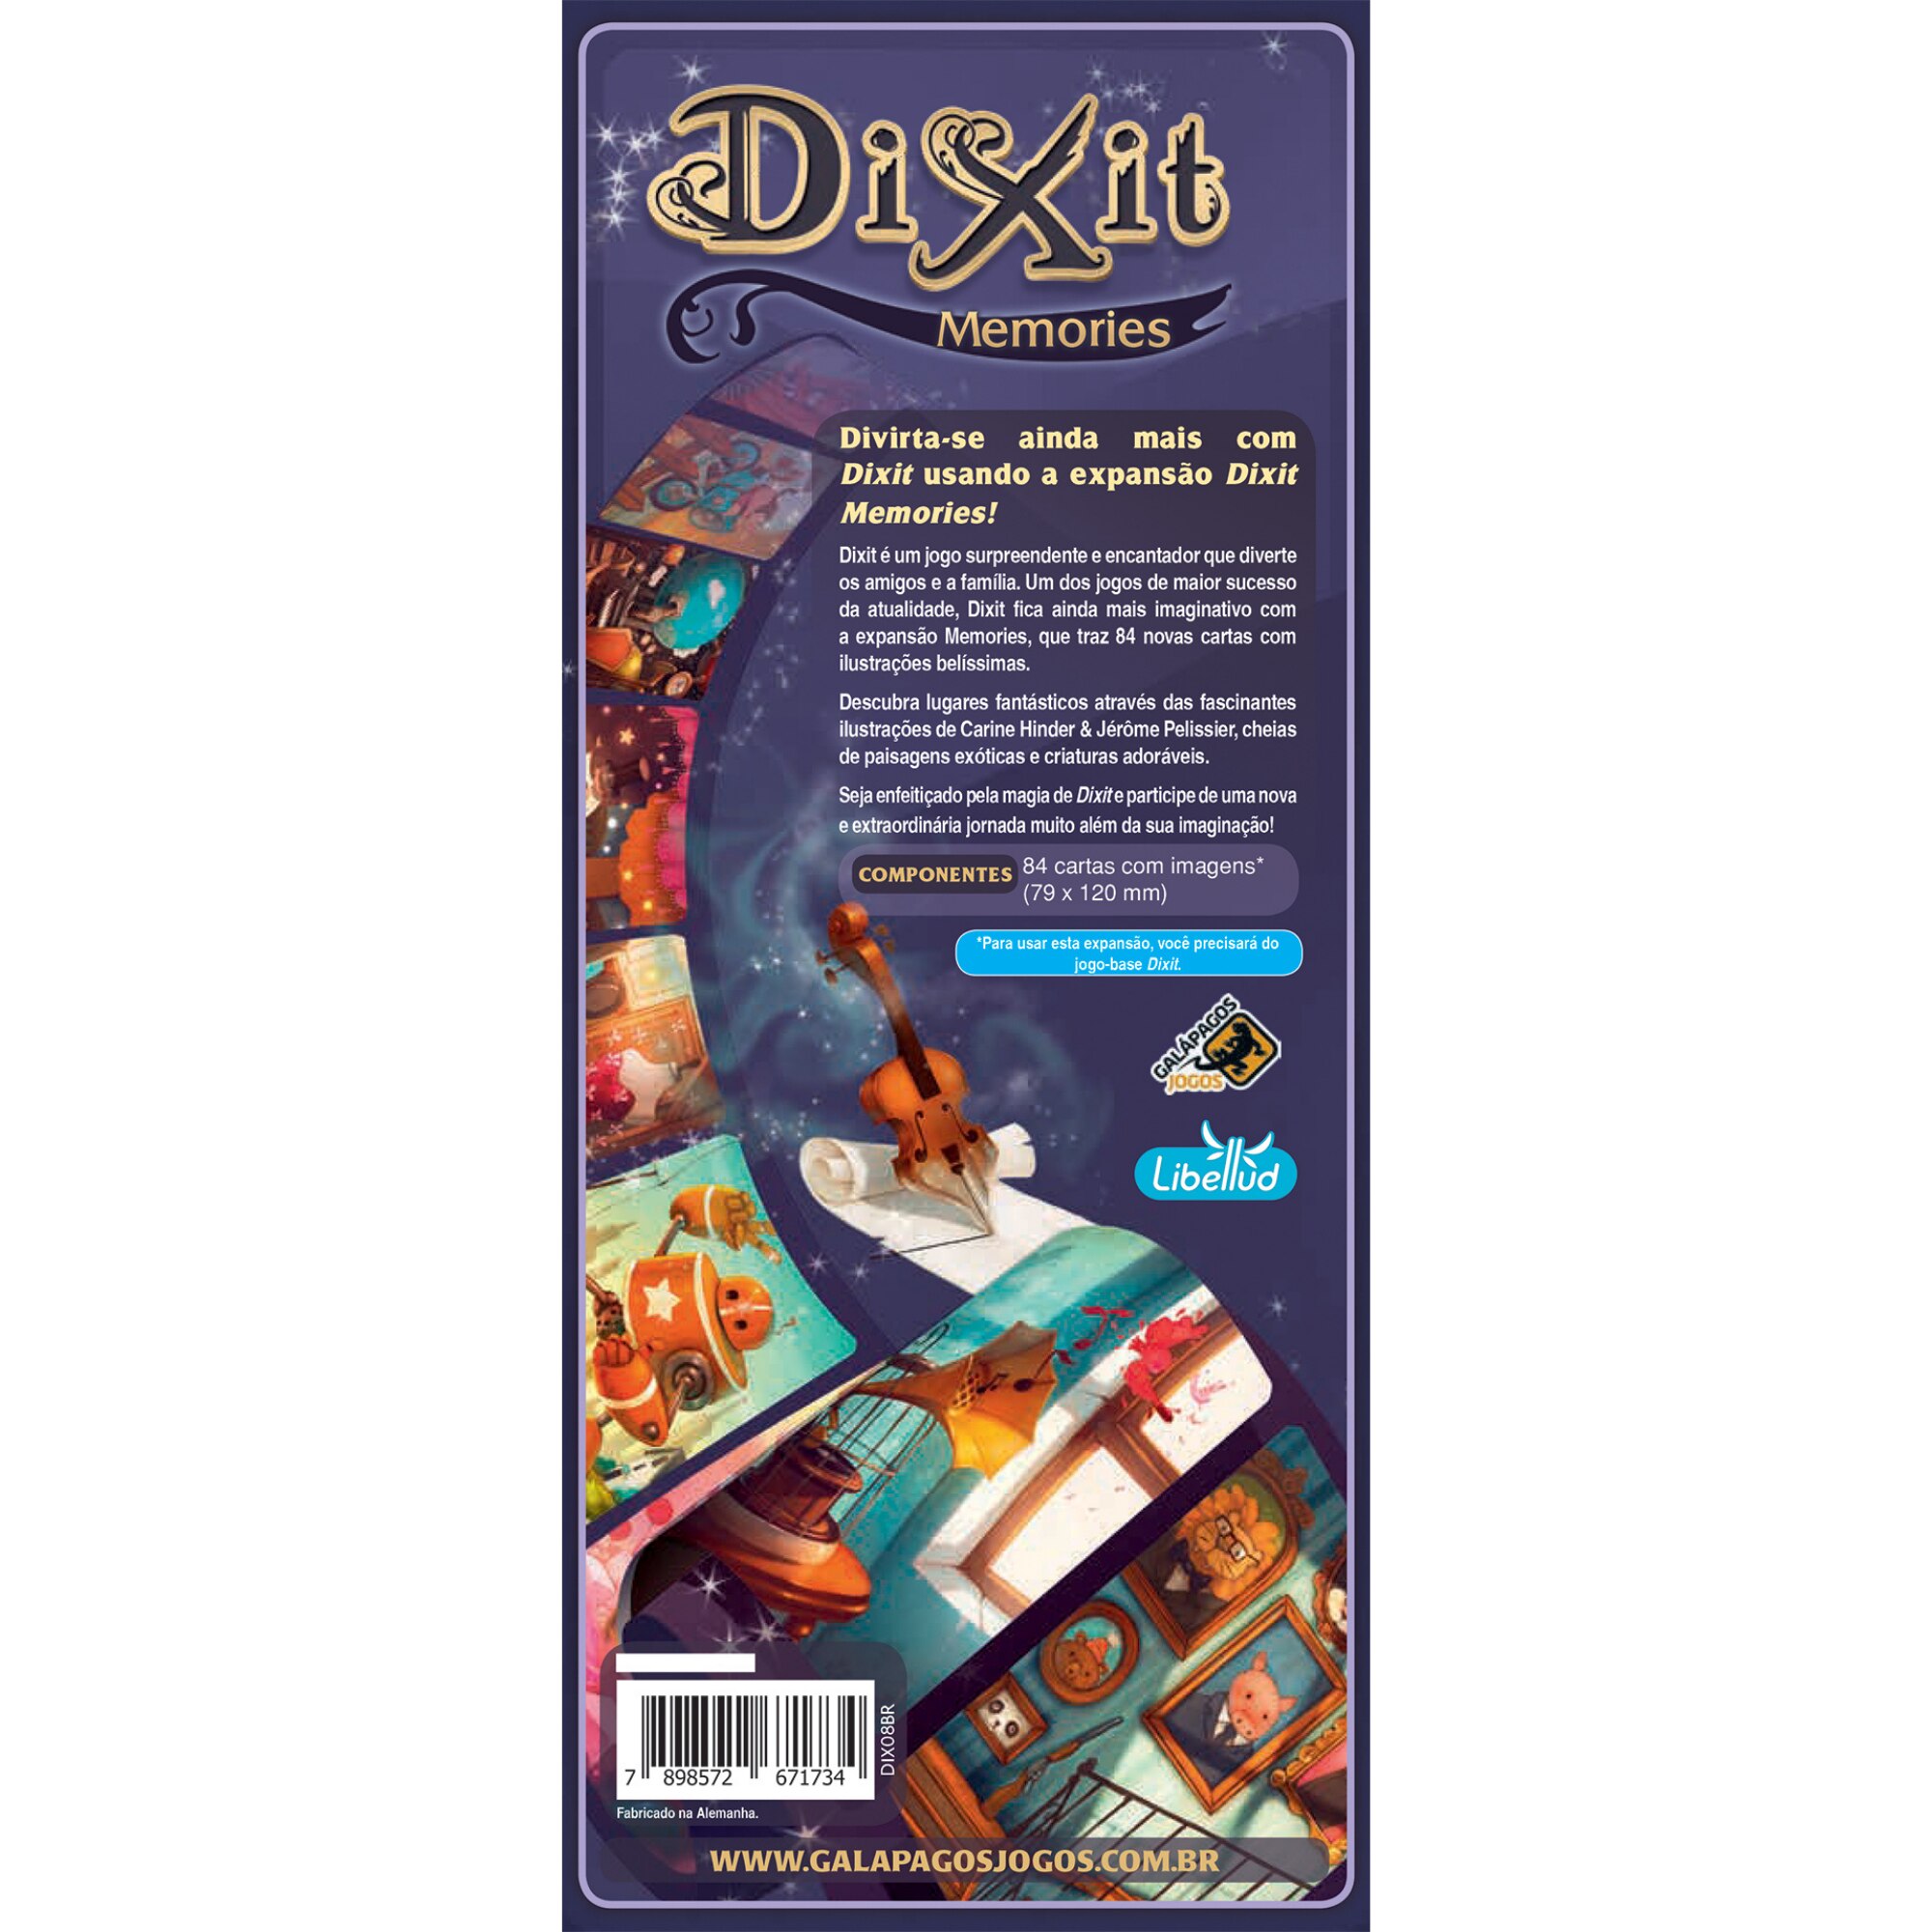 Dixit
Memories
Divirta-se ainda mais com
Dixit usando a expansão Dixit
Memories!
Dixit é um jogo surpreendente e encantador que diverte
os amigos e a família. Um dos jogos de maior sucesso
da atualidade, Dixit fica ainda mais imaginativo com
a expansão Memories, que traz 84 novas cartas com
ilustrações belíssimas.
Descubra lugares fantásticos através das fascinantes
ilustrações de Carine Hinder & Jérôme Pelissier, cheias
de paisagens exóticas e criaturas adoráveis.
Seja enfeitiçado pela magia de Dixit e participe de uma nova
e extraordinária jornada muito além da sua imaginação!
COMPONENTES 84 cartas com imagens*
(79 x 120 mm)
*Para usar esta expansão, você precisará do
jogo-base Dixit.
GALÁPAGOS
JOGOS
Libellud
7 898572 671734
DIX08BR
Fabricado na Alemanha.
WWW.GALAPAGOSJOGOS.COM.BR